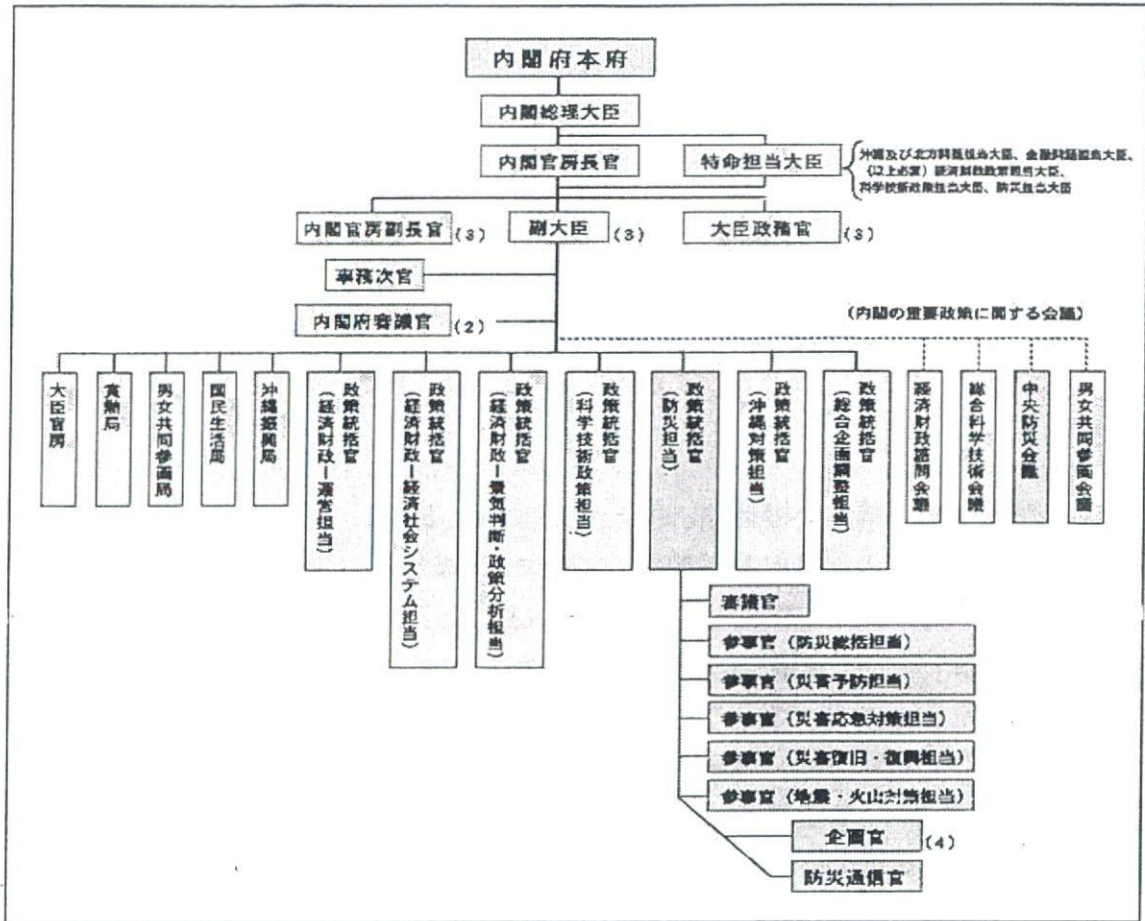 内閣府本府
内閣総理大臣
内閣官房長官
特命担当大臣
沖縄及び北方問題担当大臣、金融問題担当大臣、
(以上必置)経済財政政策担当大臣、
科学技術政策担当大臣、防災担当大臣
内閣官房副長官(3)
副大臣(3)
大臣政務官(3)
事務次官
内閣府審議官(2)
(内閣の重要政策に関する会議)
大臣官房
賞勲局
男女共同参画局
国民生活局
沖縄振興局
政策統括官
(経済財政ー運営担当)
政策統括官
(経済財政ー経済社会システム担当)
政策統括官
(経済財政ー景気判断・政策分析担当)
政策統括官
(科学技術政策担当)
政策統括官
(防災担当)
政策統括官
(沖縄対策担当)
政策統括官
(総合企画調整担当)
経済財政諮問会議
総合科学技術会議
中央防災会議
男女共同参画会議
審議官
参事官(防災総括担当)
参事官(災害予防担当)
参事官(災害応急対策担当)
参事官(災害復旧・復興担当)
参事官(地震・火山対策担当)
企画官(4)
防災通信官